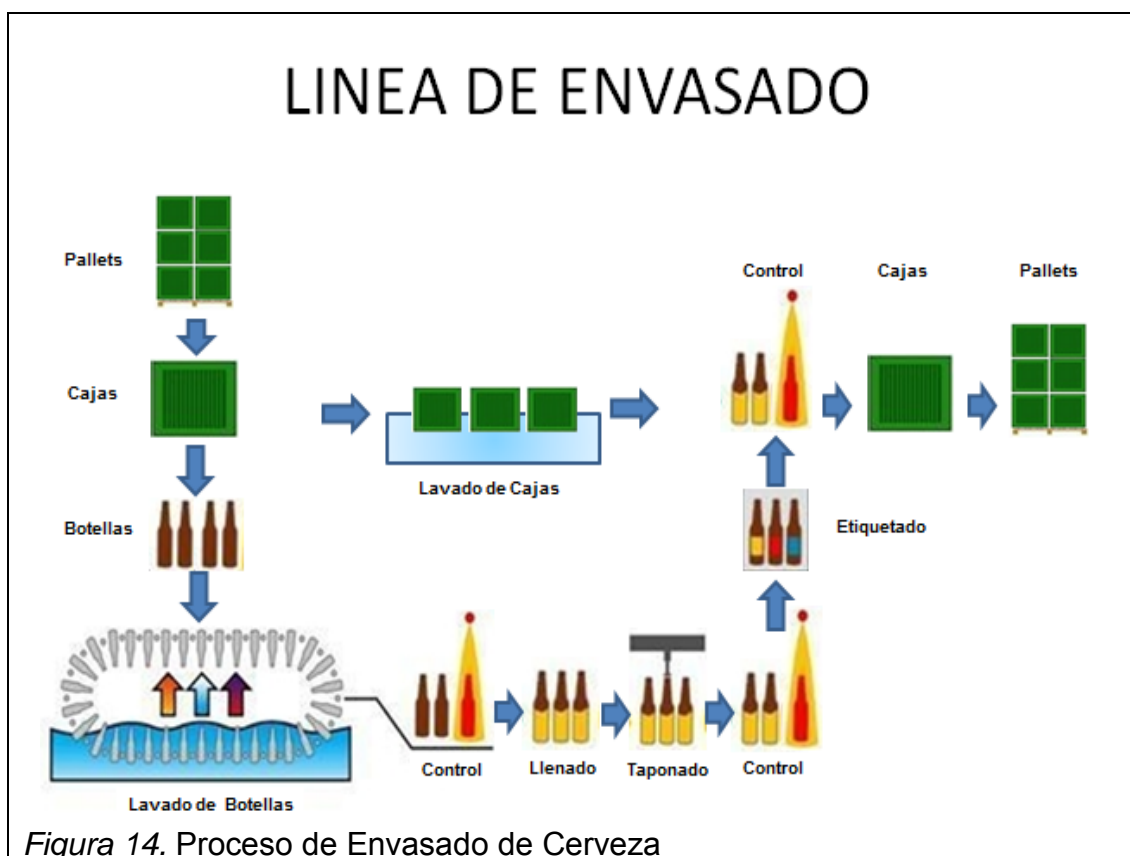 LINEA DE ENVASADO
Pallets
Cajas
Botellas
Lavado de Botellas
Lavado de Cajas
Control
Llenado
Taponado
Control
Etiquetado
Control
Cajas
Pallets
Figura 14. Proceso de Envasado de Cerveza